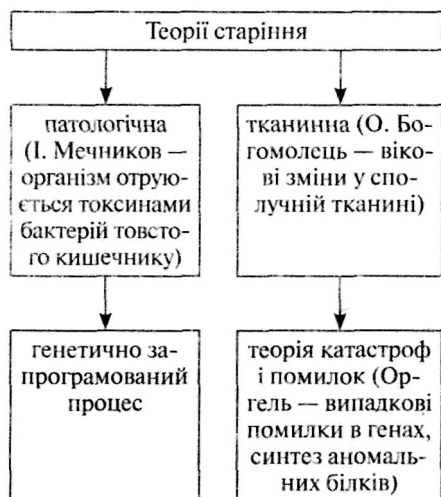 Теорії старіння
патологічна
(І. Мечников —
організм отрую-
ється токсинами
бактерій товсто-
го кишечнику)
тканинна (О. Бо-
гомолець — віко-
ві зміни у спо-
лучній тканині)
генетично за-
програмований
процес
теорія катастроф
і помилок (Ор-
гель — випадкові
помилки в генах,
синтез аномаль-
них білків)